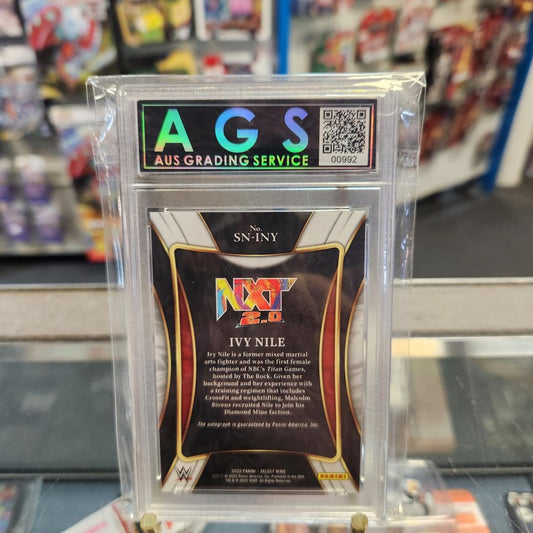 AGS
AUS GRADING SERVICE
00992
No.
SN-INY
NXT
2.0
IVY NILE
Ivy Nile is a former mixed martial
arts fighter and was the first female
champion of NBC's Titan Games,
hosted by The Rock. Given her
background and her experience with
a training regimen that includes
CrossFit and weightlifting, Malcolm
Bivens recruited Nile to join his
Diamond Mine faction.
The autograph is guaranteed by Panini America, Inc.
2022 PANINI - SELECT WWE
PANINI